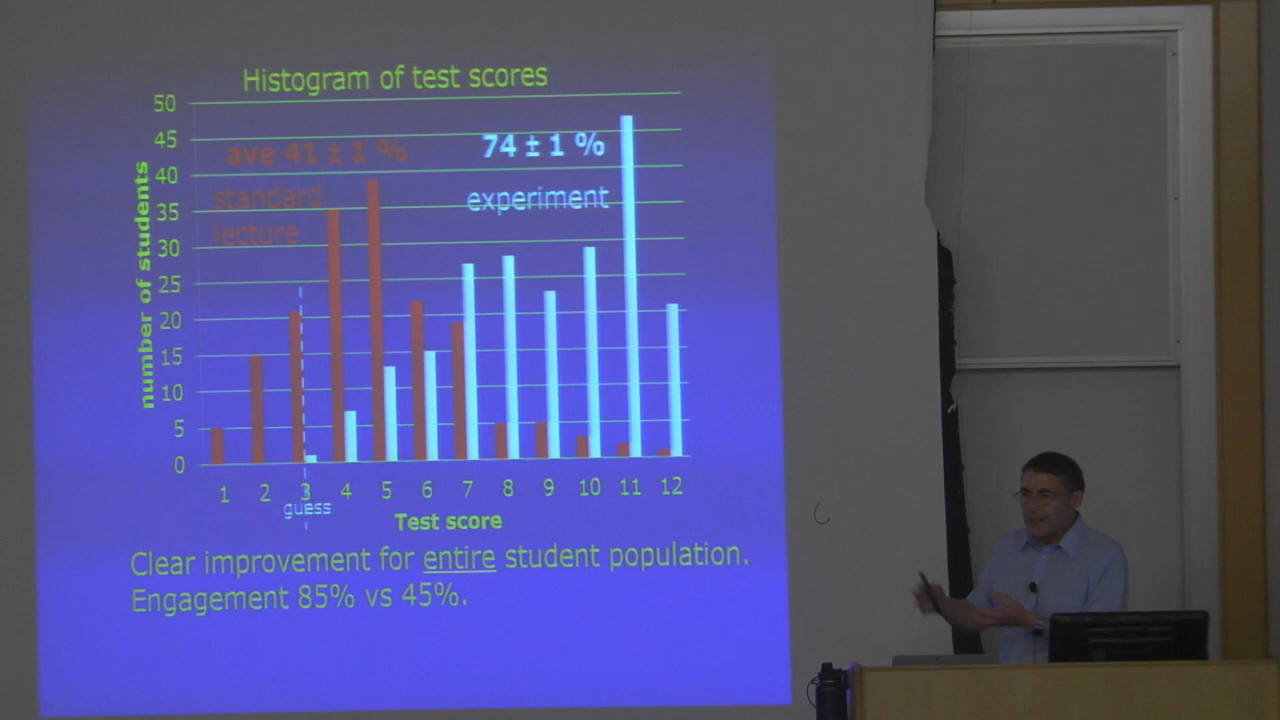 Histogram of test scores
50
45
40
35
30
25
20
15
10
5
0
number of students
ave 41 ± 1 %
standard
lecture
74 ± 1 %
experiment
1 2 3 4 5 6 7 8 9 10 11 12
guess
Test score
Clear improvement for entire student population.
Engagement 85% vs 45%.